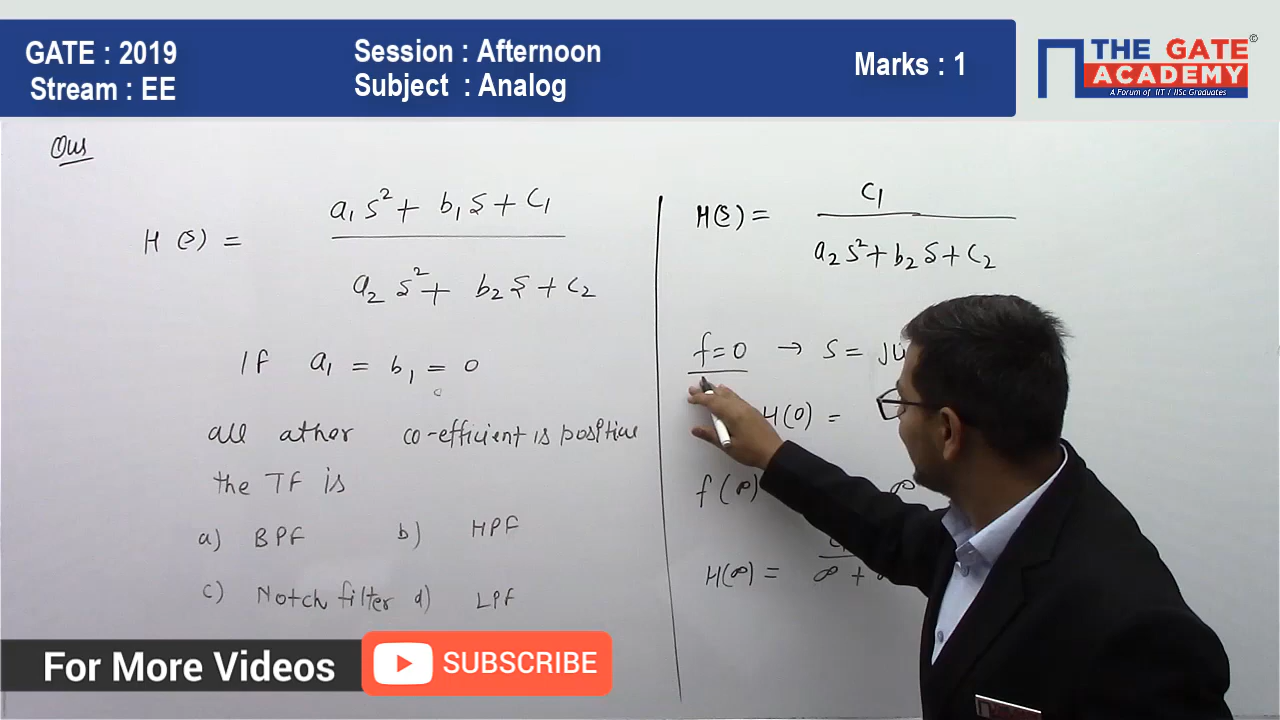 GATE : 2019
Stream : EE
Session : Afternoon
Subject : Analog
Marks : 1
THE GATE
ACADEMY
A Forum of IIT / IISc Graduates
©
Ques
H (s) = a₁ s² + b₁ s + c₁
a₂ s² + b₂ s + c₂
If a₁ = b₁ = 0
all other co-efficient is positive
the TF is
a) BPF b) HPF
c) Notch filter d) LPF
H(s) = c₁
a₂ s² + b₂ s + c₂
f = 0 → s =
H(0) =
f (∞) ∞
H(∞) =
∞ +
For More Videos
SUBSCRIBE